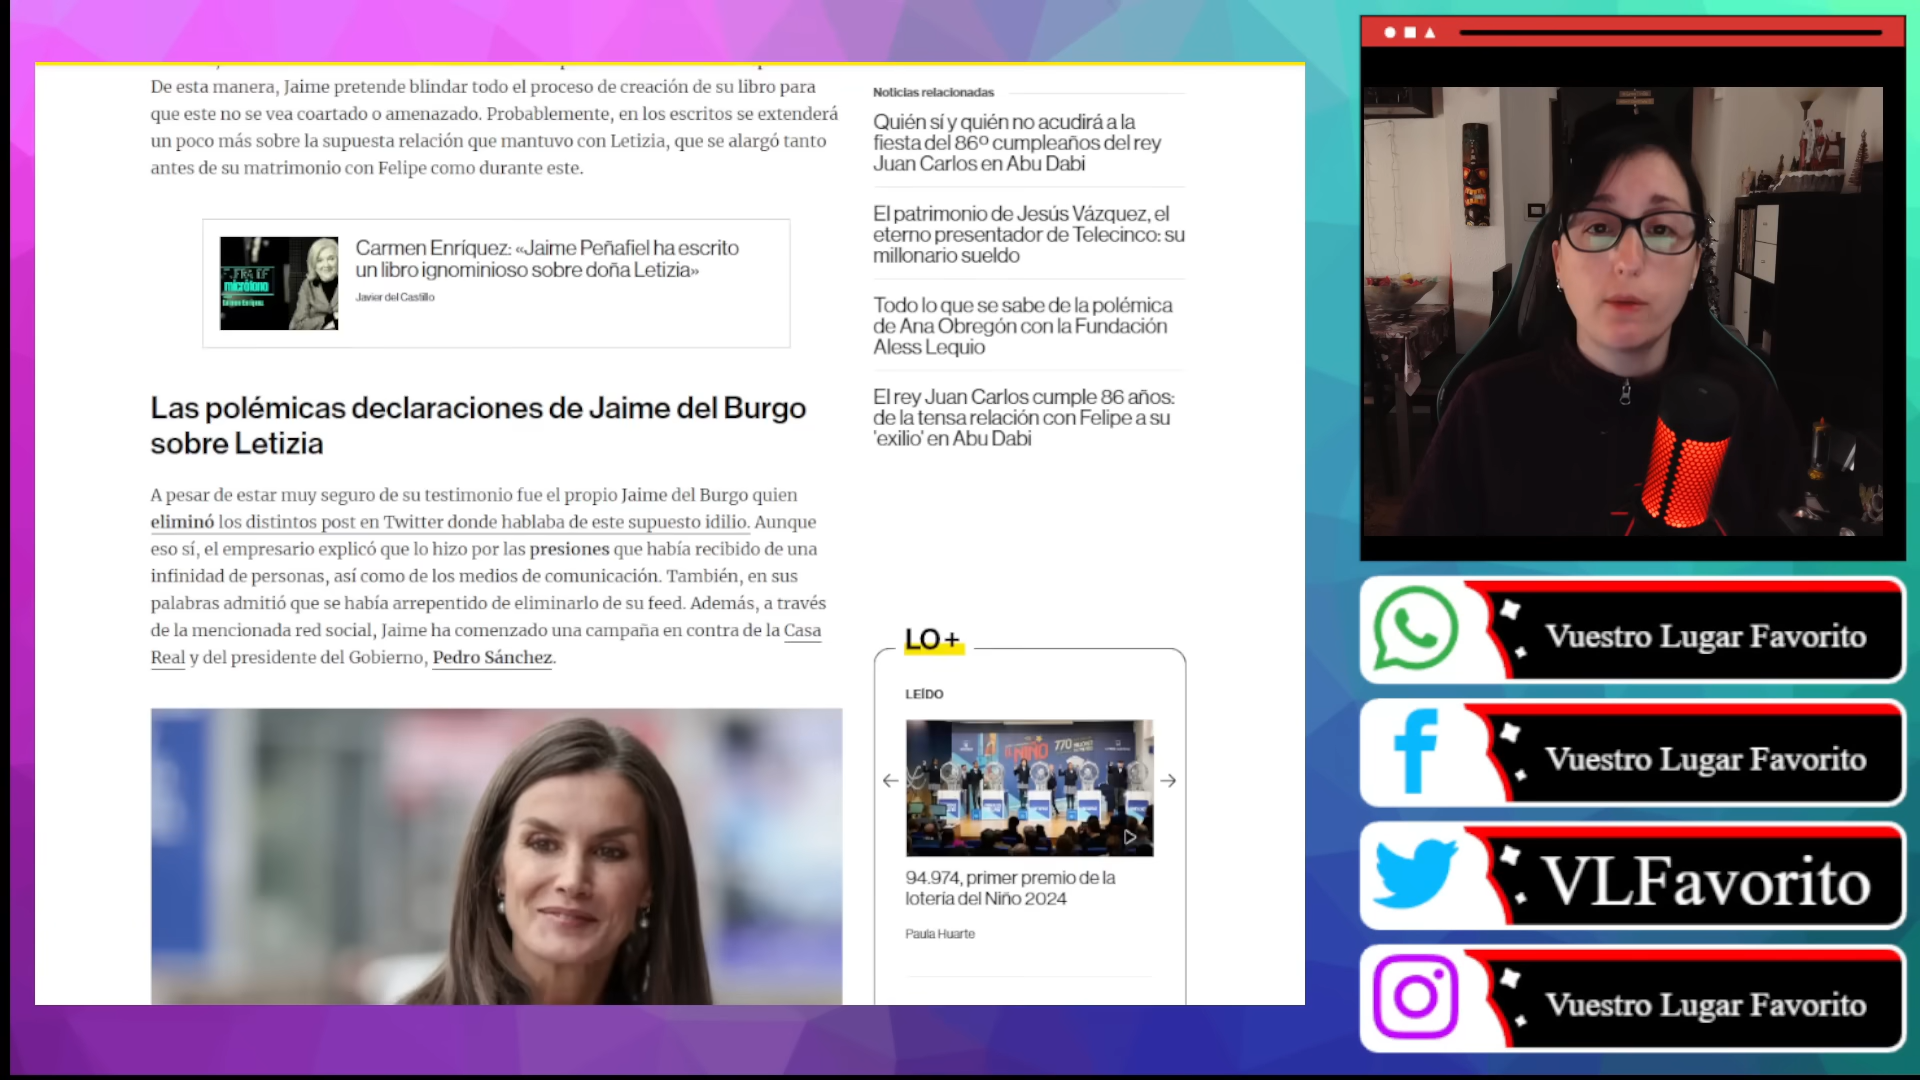 De esta manera, Jaime pretende blindar todo el proceso de creación de su libro para
que este no se vea coartado o amenazado. Probablemente, en los escritos se extenderá
un poco más sobre la supuesta relación que mantuvo con Letizia, que se alargó tanto
antes de su matrimonio con Felipe como durante este.
Carmen Enríquez: «Jaime Peñafiel ha escrito
un libro ignominioso sobre doña Letizia»
Javier del Castillo
micrófono
Las polémicas declaraciones de Jaime del Burgo
sobre Letizia
A pesar de estar muy seguro de su testimonio fue el propio Jaime del Burgo quien
eliminó los distintos post en Twitter donde hablaba de este supuesto idilio. Aunque
eso sí, el empresario explicó que lo hizo por las presiones que había recibido de una
infinidad de personas, así como de los medios de comunicación. También, en sus
palabras admitió que se había arrepentido de eliminarlo de su feed. Además, a través
de la mencionada red social, Jaime ha comenzado una campaña en contra de la Casa
Real y del presidente del Gobierno, Pedro Sánchez.
Noticias relacionadas
Quién sí y quién no acudirá a la
fiesta del 86º cumpleaños del rey
Juan Carlos en Abu Dabi
El patrimonio de Jesús Vázquez, el
eterno presentador de Telecinco: su
millonario sueldo
Todo lo que se sabe de la polémica
de Ana Obregón con la Fundación
Aless Lequio
El rey Juan Carlos cumple 86 años:
de la tensa relación con Felipe a su
'exilio' en Abu Dabi
LO+
LEÍDO
NIÑO 770
94.974, primer premio de la
lotería del Niño 2024
Paula Huarte
Vuestro Lugar Favorito
Vuestro Lugar Favorito
VLFavorito
Vuestro Lugar Favorito